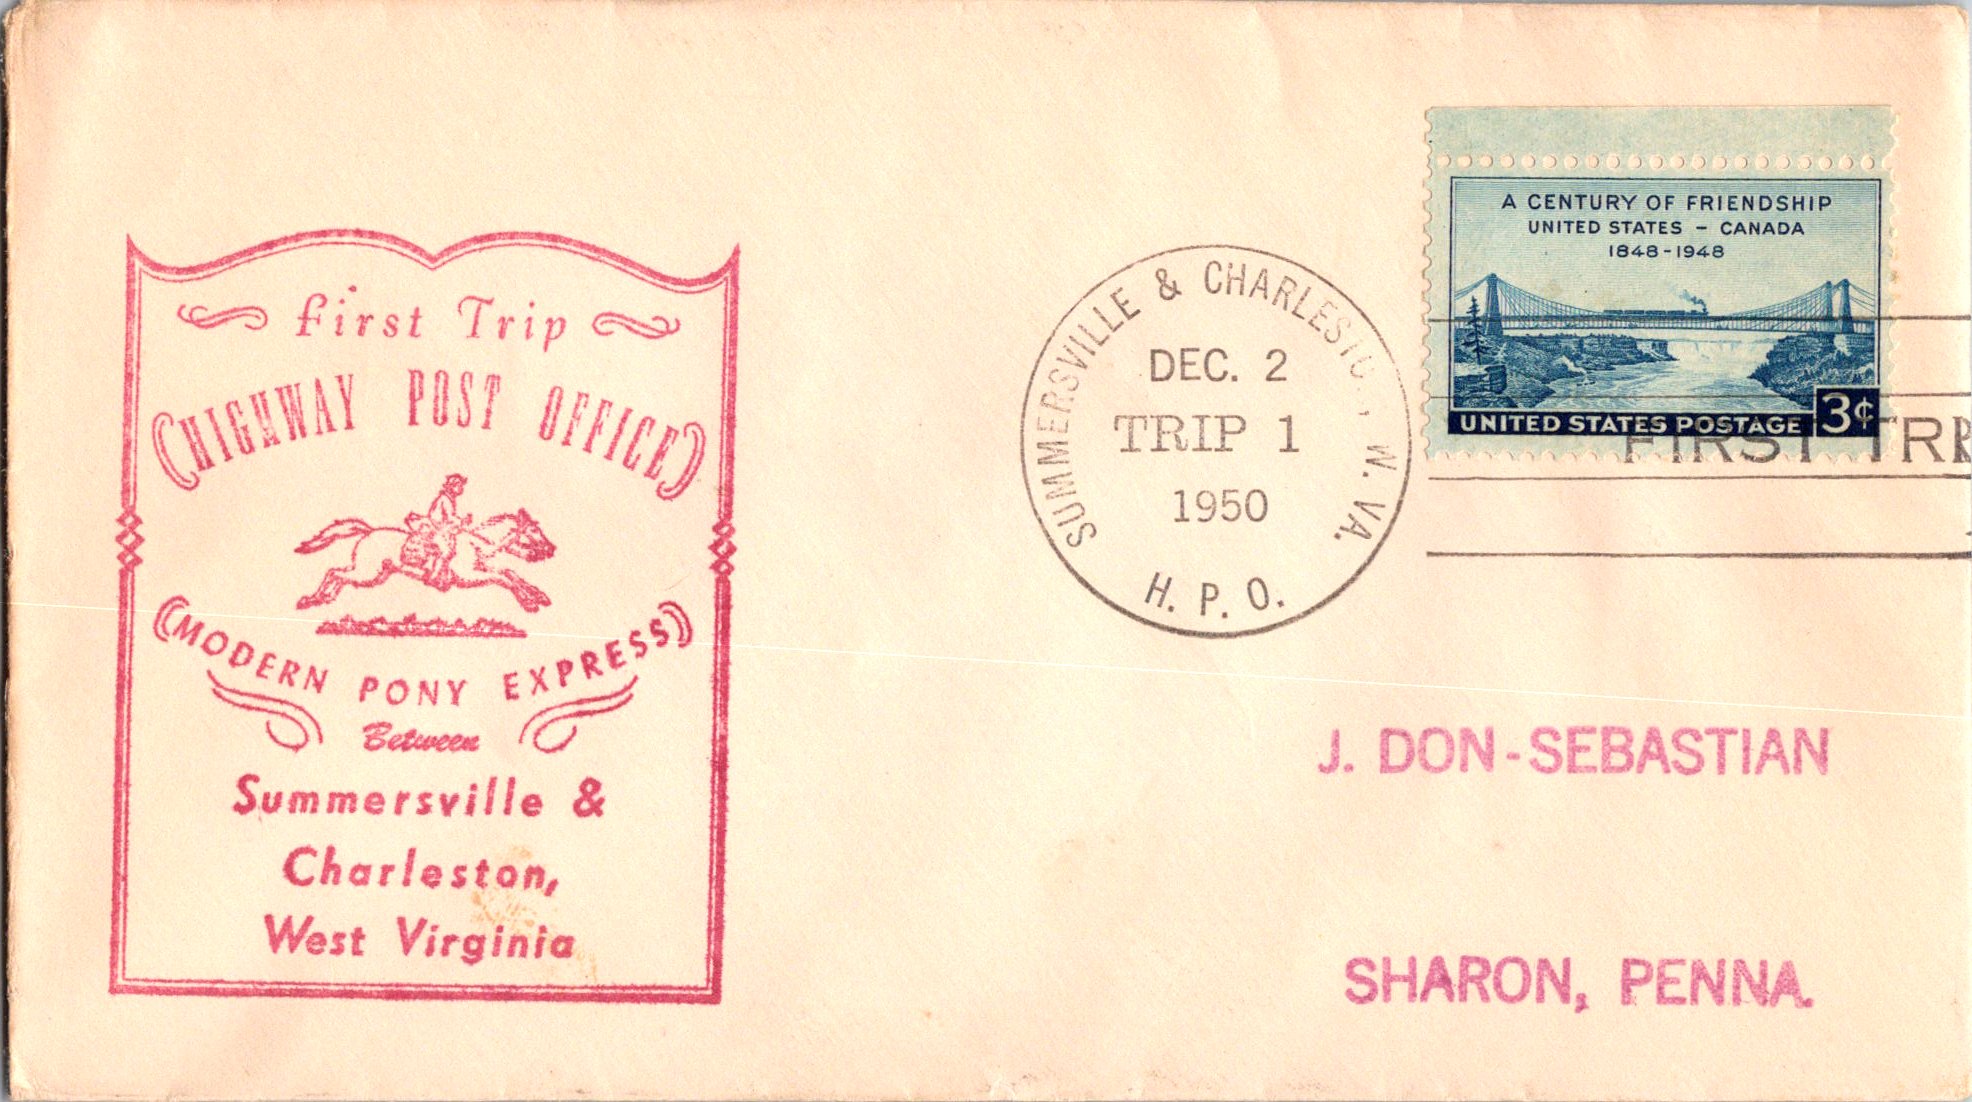 First Trip
HIGHWAY POST OFFICE
MODERN PONY EXPRESS
Between
Summersville &
Charleston,
West Virginia
SUMMERSVILLE & CHARLESTON, W. VA.
DEC. 2
TRIP 1
1950
H. P. O.
A CENTURY OF FRIENDSHIP
UNITED STATES - CANADA
1848-1948
UNITED STATES POSTAGE 3¢
FIRST TRIP
J. DON-SEBASTIAN
SHARON, PENNA.